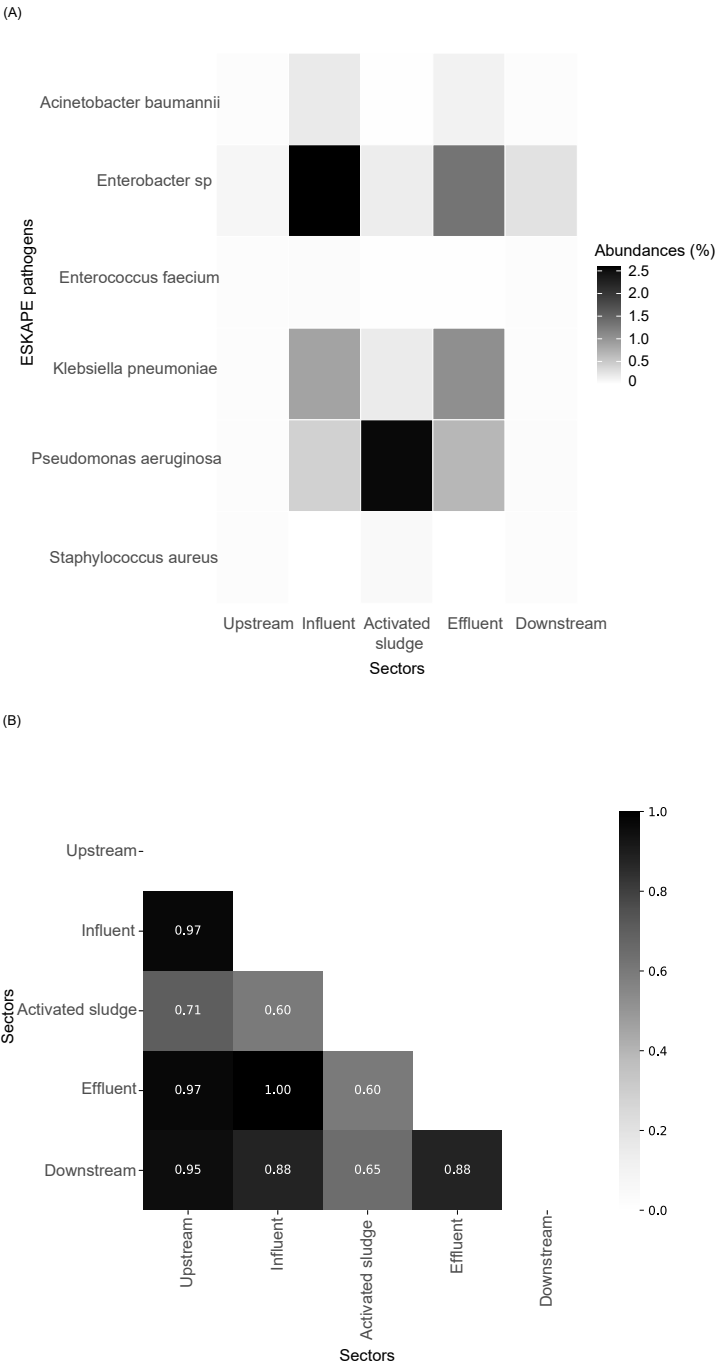 (A)
Acinetobacter baumannii
Enterobacter sp
Enterococcus faecium
Klebsiella pneumoniae
Pseudomonas aeruginosa
Staphylococcus aureus
ESKAPE pathogens
Upstream Influent Activated sludge Effluent Downstream
Sectors
Abundances (%)
2.5
2.0
1.5
1.0
0.5
0
(B)
Upstream
Influent 0.97
Activated sludge 0.71 0.60
Effluent 0.97 1.00 0.60
Downstream 0.95 0.88 0.65 0.88
Sectors
Upstream Influent Activated sludge Effluent Downstream
Sectors
1.0
0.8
0.6
0.4
0.2
0.0